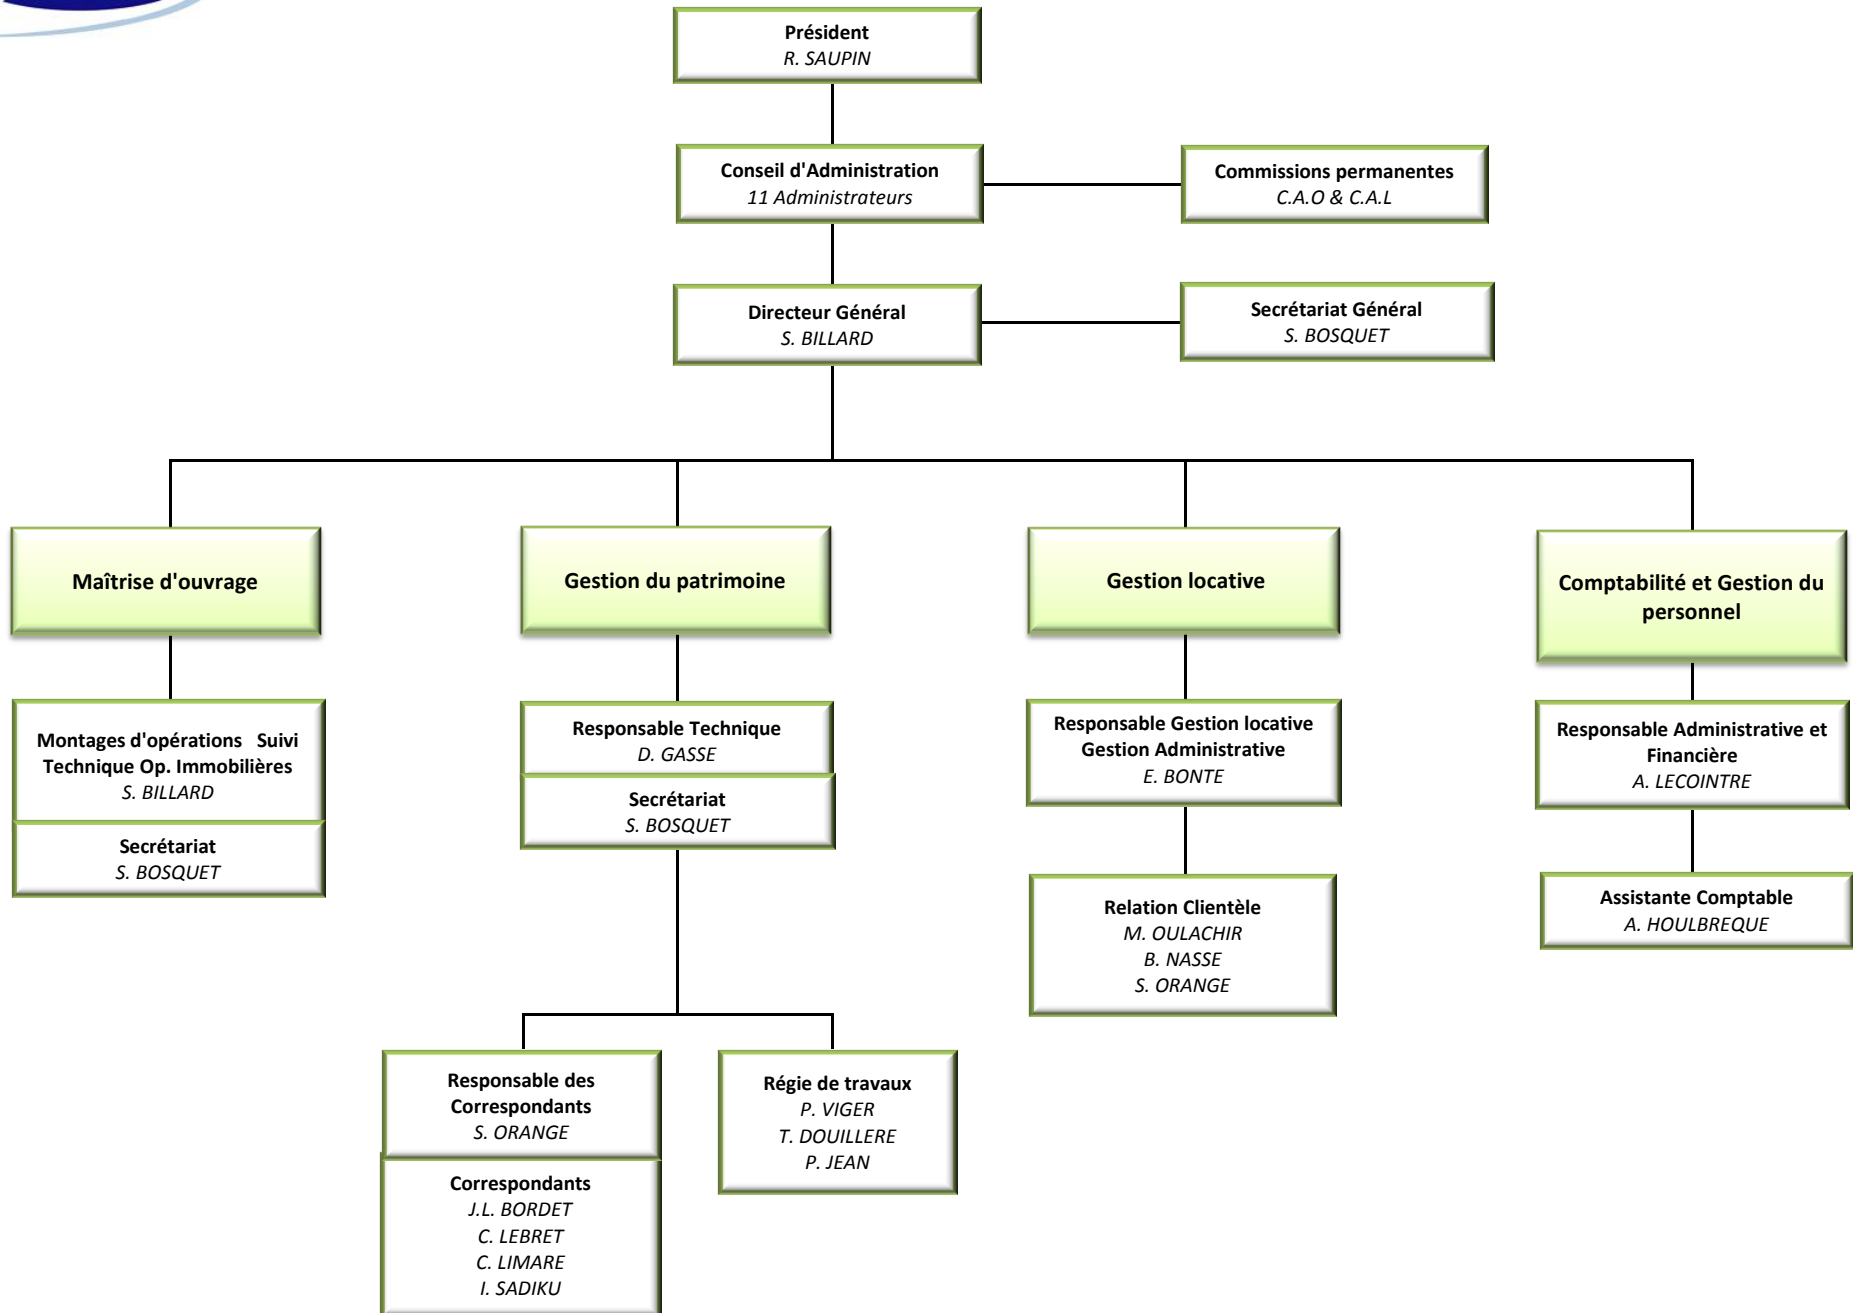 Président
R. SAUPIN
Conseil d'Administration
11 Administrateurs
Commissions permanentes
C.A.O & C.A.L
Directeur Général
S. BILLARD
Secrétariat Général
S. BOSQUET
Maîtrise d'ouvrage
Gestion du patrimoine
Gestion locative
Comptabilité et Gestion du
personnel
Montages d'opérations Suivi
Technique Op. Immobilières
S. BILLARD
Secrétariat
S. BOSQUET
Responsable Technique
D. GASSE
Secrétariat
S. BOSQUET
Responsable Gestion locative
Gestion Administrative
E. BONTE
Responsable Administrative et
Financière
A. LECOINTRE
Relation Clientèle
M. OULACHIR
B. NASSE
S. ORANGE
Assistante Comptable
A. HOULBREQUE
Responsable des
Correspondants
S. ORANGE
Correspondants
J.L. BORDET
C. LEBRET
C. LIMARE
I. SADIKU
Régie de travaux
P. VIGER
T. DOUILLERE
P. JEAN